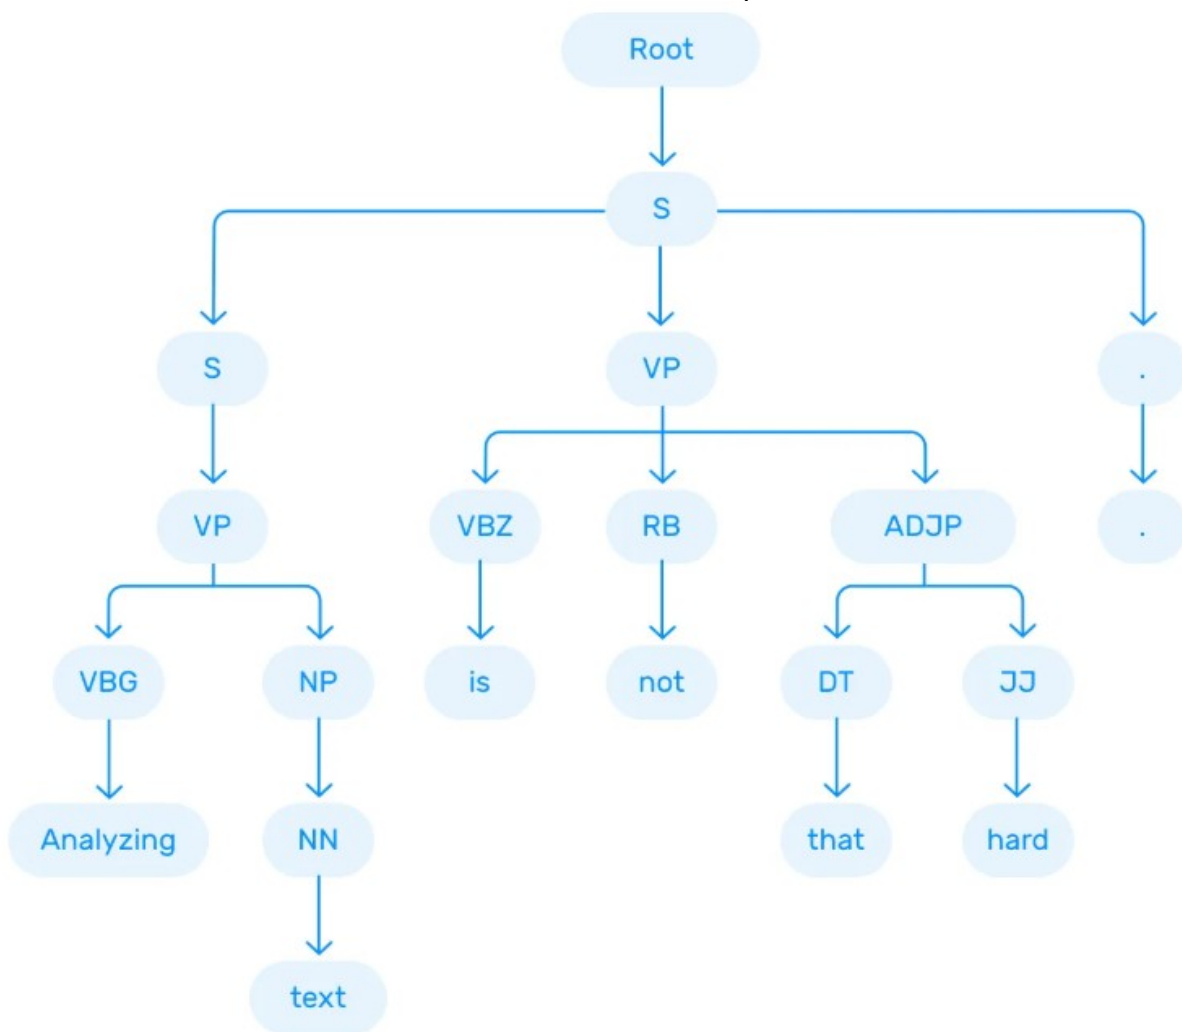 Root
S
S VP .
VP VBZ RB ADJP .
VBG NP is not DT JJ
Analyzing NN that hard
text